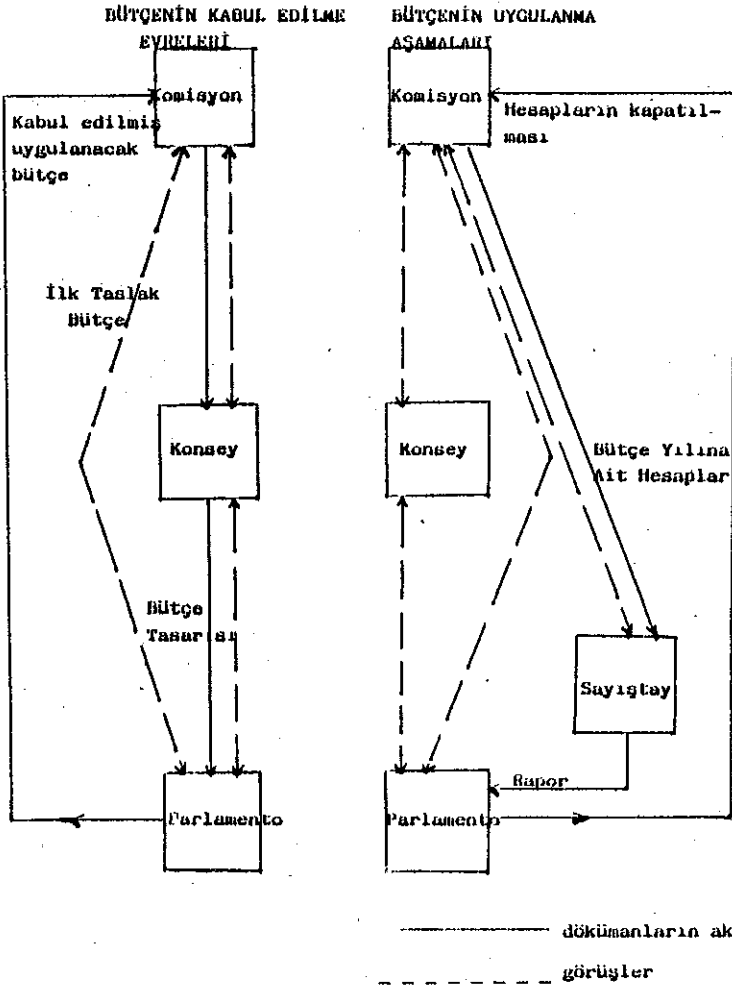 BÜTÇENİN KABUL EDİLME
EVRELERİ
Komisyon
Kabul edilmiş
uygulanacak
bütçe
İlk Taslak
Bütçe
Konsey
Bütçe
Tasarısı
Parlamento
BÜTÇENİN UYGULANMA
AŞAMALARI
Komisyon
Hesapların kapatıl-
ması
Konsey
Bütçe Yılına
Ait Hesaplar
Sayıştay
Rapor
Parlamento
dökümanların ak
görüşler